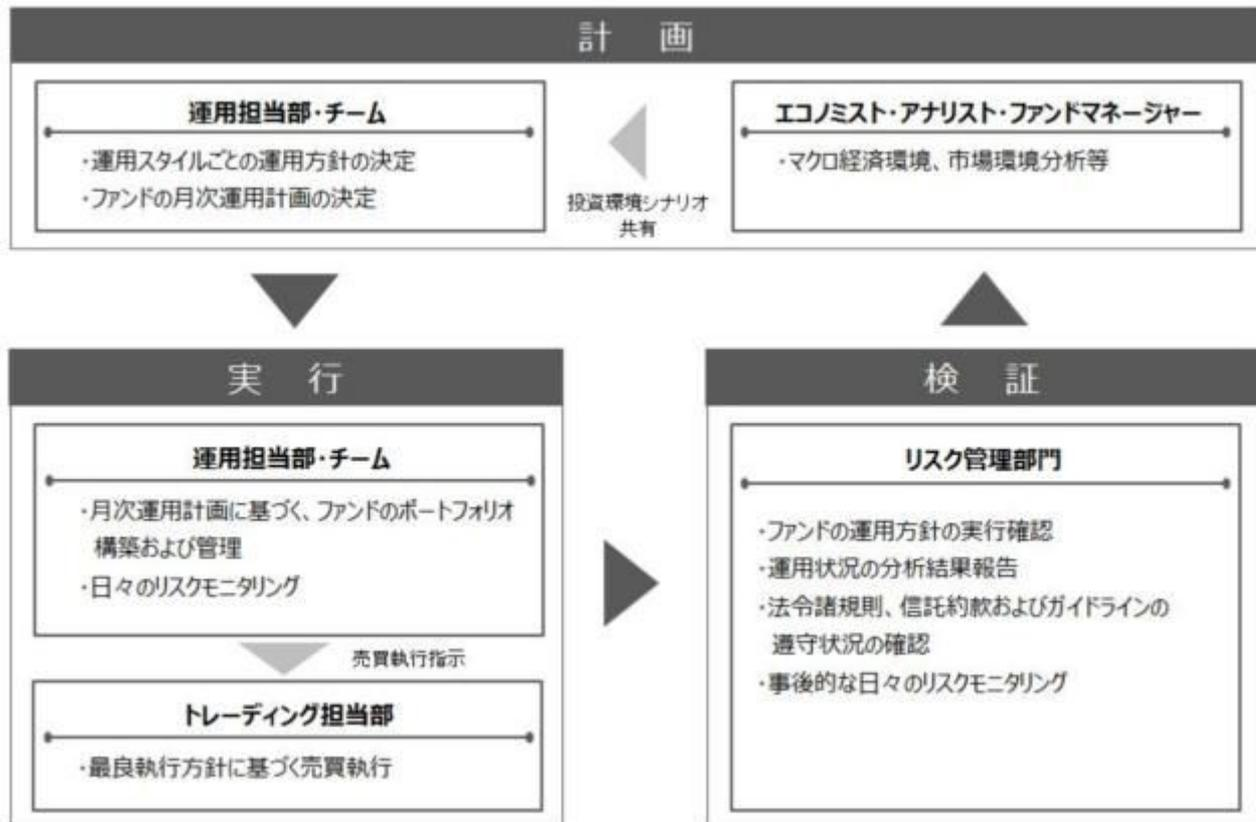 計 画
運用担当部・チーム
・運用スタイルごとの運用方針の決定
・ファンドの月次運用計画の決定
投資環境シナリオ
共有
エコノミスト・アナリスト・ファンドマネージャー
・マクロ経済環境、市場環境分析等
実 行
運用担当部・チーム
・月次運用計画に基づく、ファンドのポートフォリオ
構築および管理
・日々のリスクモニタリング
売買執行指示
トレーディング担当部
・最良執行方針に基づく売買執行
検 証
リスク管理部門
・ファンドの運用方針の実行確認
・運用状況の分析結果報告
・法令諸規則、信託約款およびガイドラインの
遵守状況の確認
・事後的な日々のリスクモニタリング